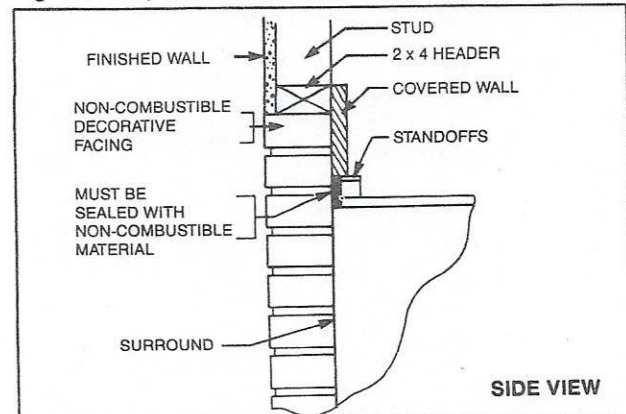 STUD
2 x 4 HEADER
FINISHED WALL
COVERED WALL
NON-COMBUSTIBLE
DECORATIVE
FACING
STANDOFFS
MUST BE
SEALED WITH
NON-COMBUSTIBLE
MATERIAL
SURROUND
SIDE VIEW